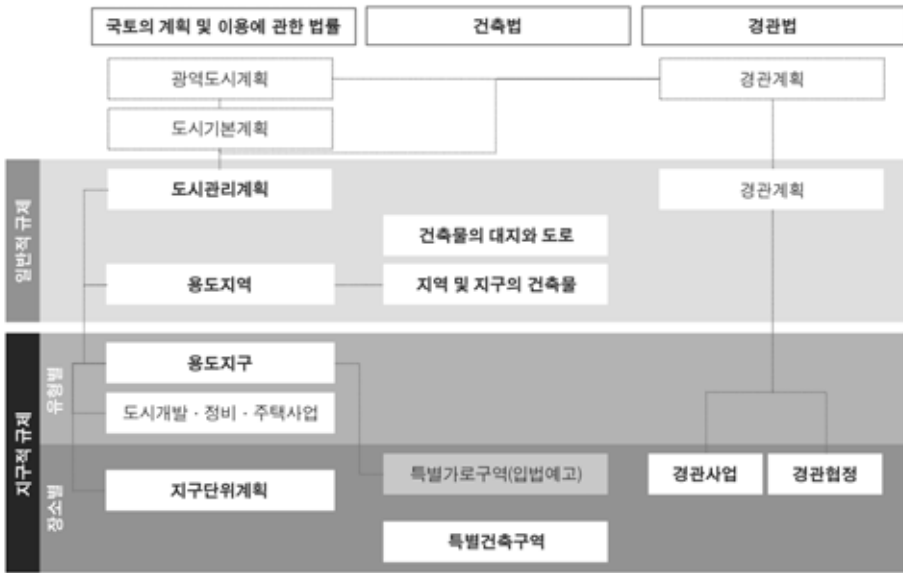 국토의 계획 및 이용에 관한 법률
건축법
경관법
광역도시계획
경관계획
도시기본계획
일반적 규제
도시관리계획
경관계획
건축물의 대지와 도로
용도지역
지역 및 지구의 건축물
지구적 규제
유형별
용도지구
도시개발 · 정비 · 주택사업
장소별
지구단위계획
특별가로구역(입법예고)
경관사업
경관협정
특별건축구역